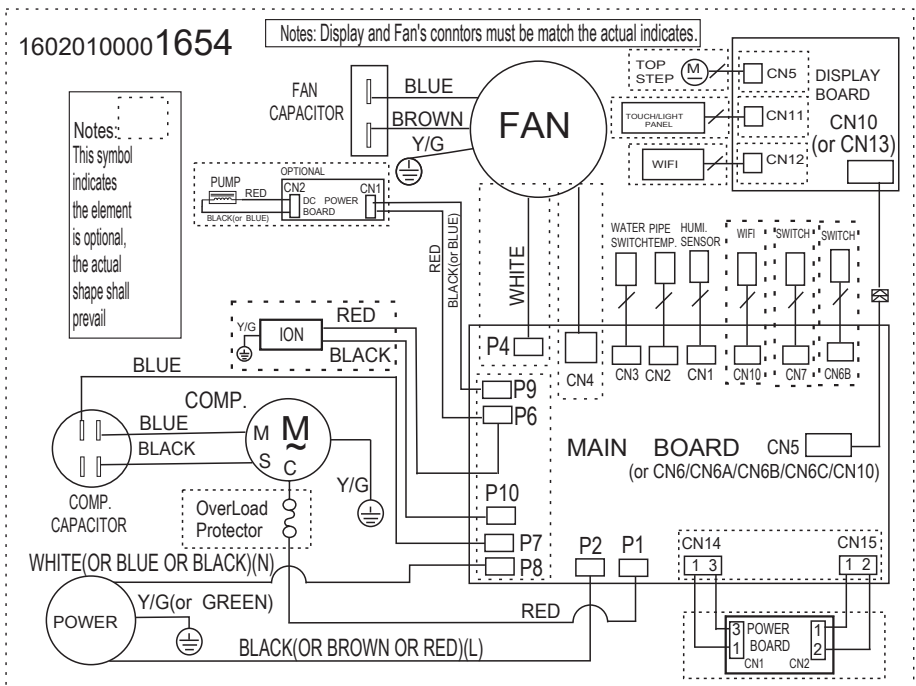 16020100001654
Notes: Display and Fan's conntors must be match the actual indicates.
Notes:
This symbol
indicates
the element
is optional,
the actual
shape shall
prevail
FAN
CAPACITOR
BLUE
BROWN
Y/G
FAN
TOP
STEP
M
CN5
TOUCH/LIGHT
PANEL
CN11
WIFI
CN12
DISPLAY
BOARD
CN10
(or CN13)
OPTIONAL
PUMP
RED
BLACK(or BLUE)
CN2
CN1
DC POWER
BOARD
RED
BLACK(or BLUE)
WHITE
WATER
SWITCH
PIPE
TEMP.
HUMI.
SENSOR
WIFI
SWITCH
SWITCH
Y/G
ION
RED
BLACK
P4
CN4
CN3
CN2
CN1
CN10
CN7
CN6B
BLUE
COMP.
BLUE
BLACK
M
S
C
M
~
Y/G
COMP.
CAPACITOR
OverLoad
Protector
P9
P6
P10
P7
P8
MAIN BOARD
CN5
(or CN6/CN6A/CN6B/CN6C/CN10)
P2
P1
CN14
1 3
CN15
1 2
WHITE(OR BLUE OR BLACK)(N)
POWER
Y/G(or GREEN)
RED
BLACK(OR BROWN OR RED)(L)
3
1
POWER
BOARD
CN1
CN2
1
2